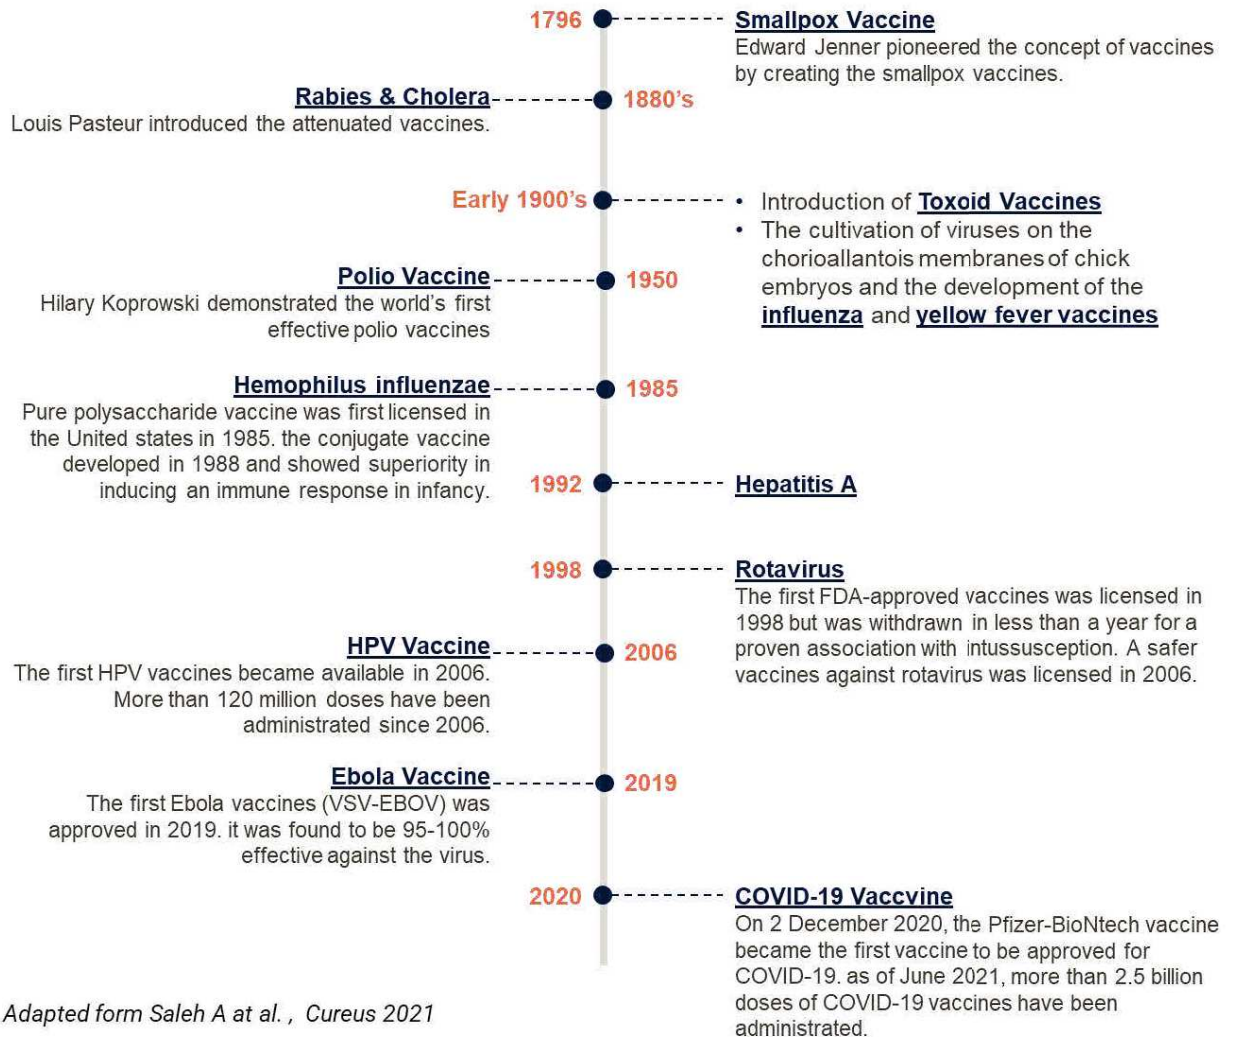 1796
Smallpox Vaccine
Edward Jenner pioneered the concept of vaccines
by creating the smallpox vaccines.
Rabies & Cholera
1880's
Louis Pasteur introduced the attenuated vaccines.
Early 1900's
• Introduction of Toxoid Vaccines
• The cultivation of viruses on the
chorioallantois membranes of chick
embryos and the development of the
influenza and yellow fever vaccines
Polio Vaccine
1950
Hilary Koprowski demonstrated the world's first
effective polio vaccines
Hemophilus influenzae
1985
Pure polysaccharide vaccine was first licensed in
the United states in 1985. the conjugate vaccine
developed in 1988 and showed superiority in
inducing an immune response in infancy.
1992
Hepatitis A
1998
Rotavirus
The first FDA-approved vaccines was licensed in
1998 but was withdrawn in less than a year for a
proven association with intussusception. A safer
vaccines against rotavirus was licensed in 2006.
HPV Vaccine
2006
The first HPV vaccines became available in 2006.
More than 120 million doses have been
administrated since 2006.
Ebola Vaccine
2019
The first Ebola vaccines (VSV-EBOV) was
approved in 2019. it was found to be 95-100%
effective against the virus.
2020
COVID-19 Vaccvine
On 2 December 2020, the Pfizer-BioNtech vaccine
became the first vaccine to be approved for
COVID-19. as of June 2021, more than 2.5 billion
doses of COVID-19 vaccines have been
administrated.
Adapted form Saleh A at al. , Cureus 2021